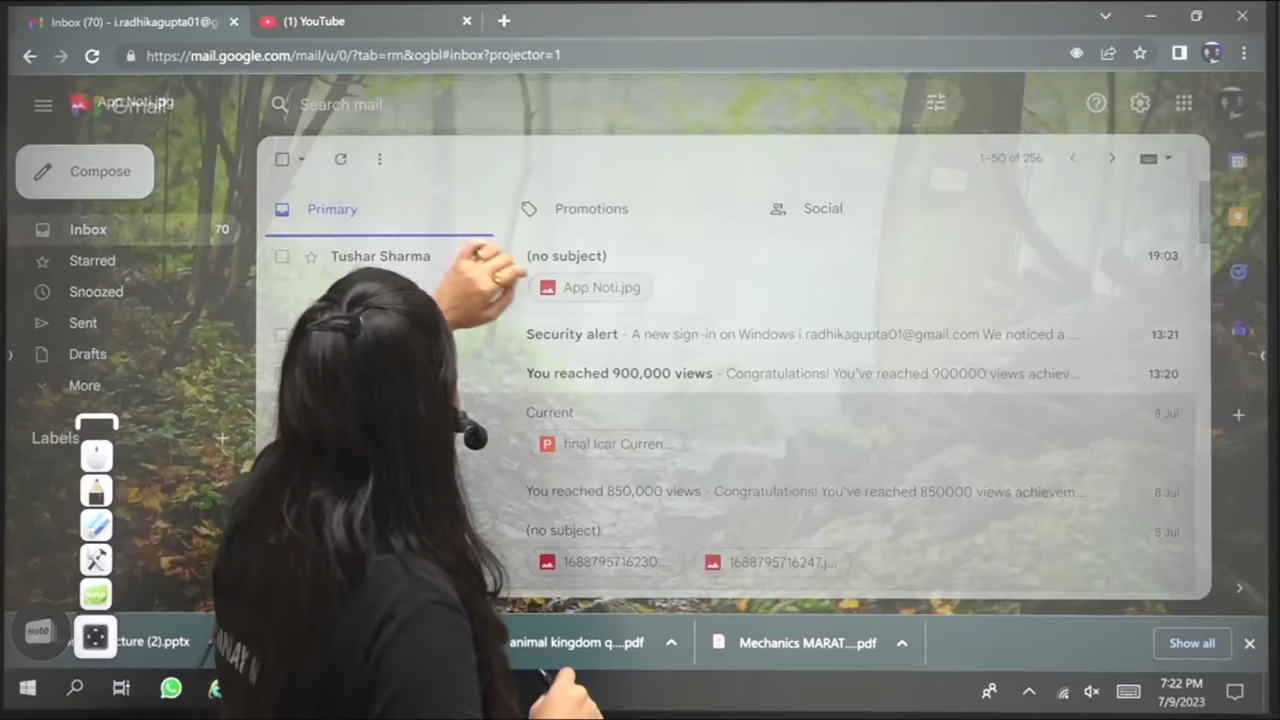 Inbox (70) - i.radhikagupta01@g
(1) YouTube
https://mail.google.com/mail/u/0/?tab=rm&ogbl#inbox?projector=1
App Noti.jpg
Gmail
Search mail
Compose
1–50 of 256
Primary
Promotions
Social
Inbox 70
Starred
Snoozed
Sent
Drafts
More
Labels
Tushar Sharma (no subject) 19:03
App Noti.jpg
Security alert - A new sign-in on Windows i.radhikagupta01@gmail.com We noticed a ... 13:21
You reached 900,000 views - Congratulations! You've reached 900000 views achiev... 13:20
Current 8 Jul
final Icar Curren...
You reached 850,000 views - Congratulations! You've reached 850000 views achievem... 8 Jul
(no subject) 8 Jul
1688795716230....
1688795716247.j...
Note
Note
cture (2).pptx
animal kingdom q....pdf
Mechanics MARAT....pdf
Show all
7:22 PM
7/9/2023